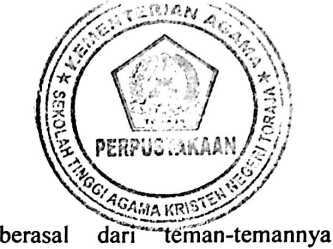 KEMENTERIAN AGAMA
PERPUSTAKAAN
SEKOLAH TINGGI AGAMA KRISTEN NEGERI TORAJA
berasal dari teman-temannya